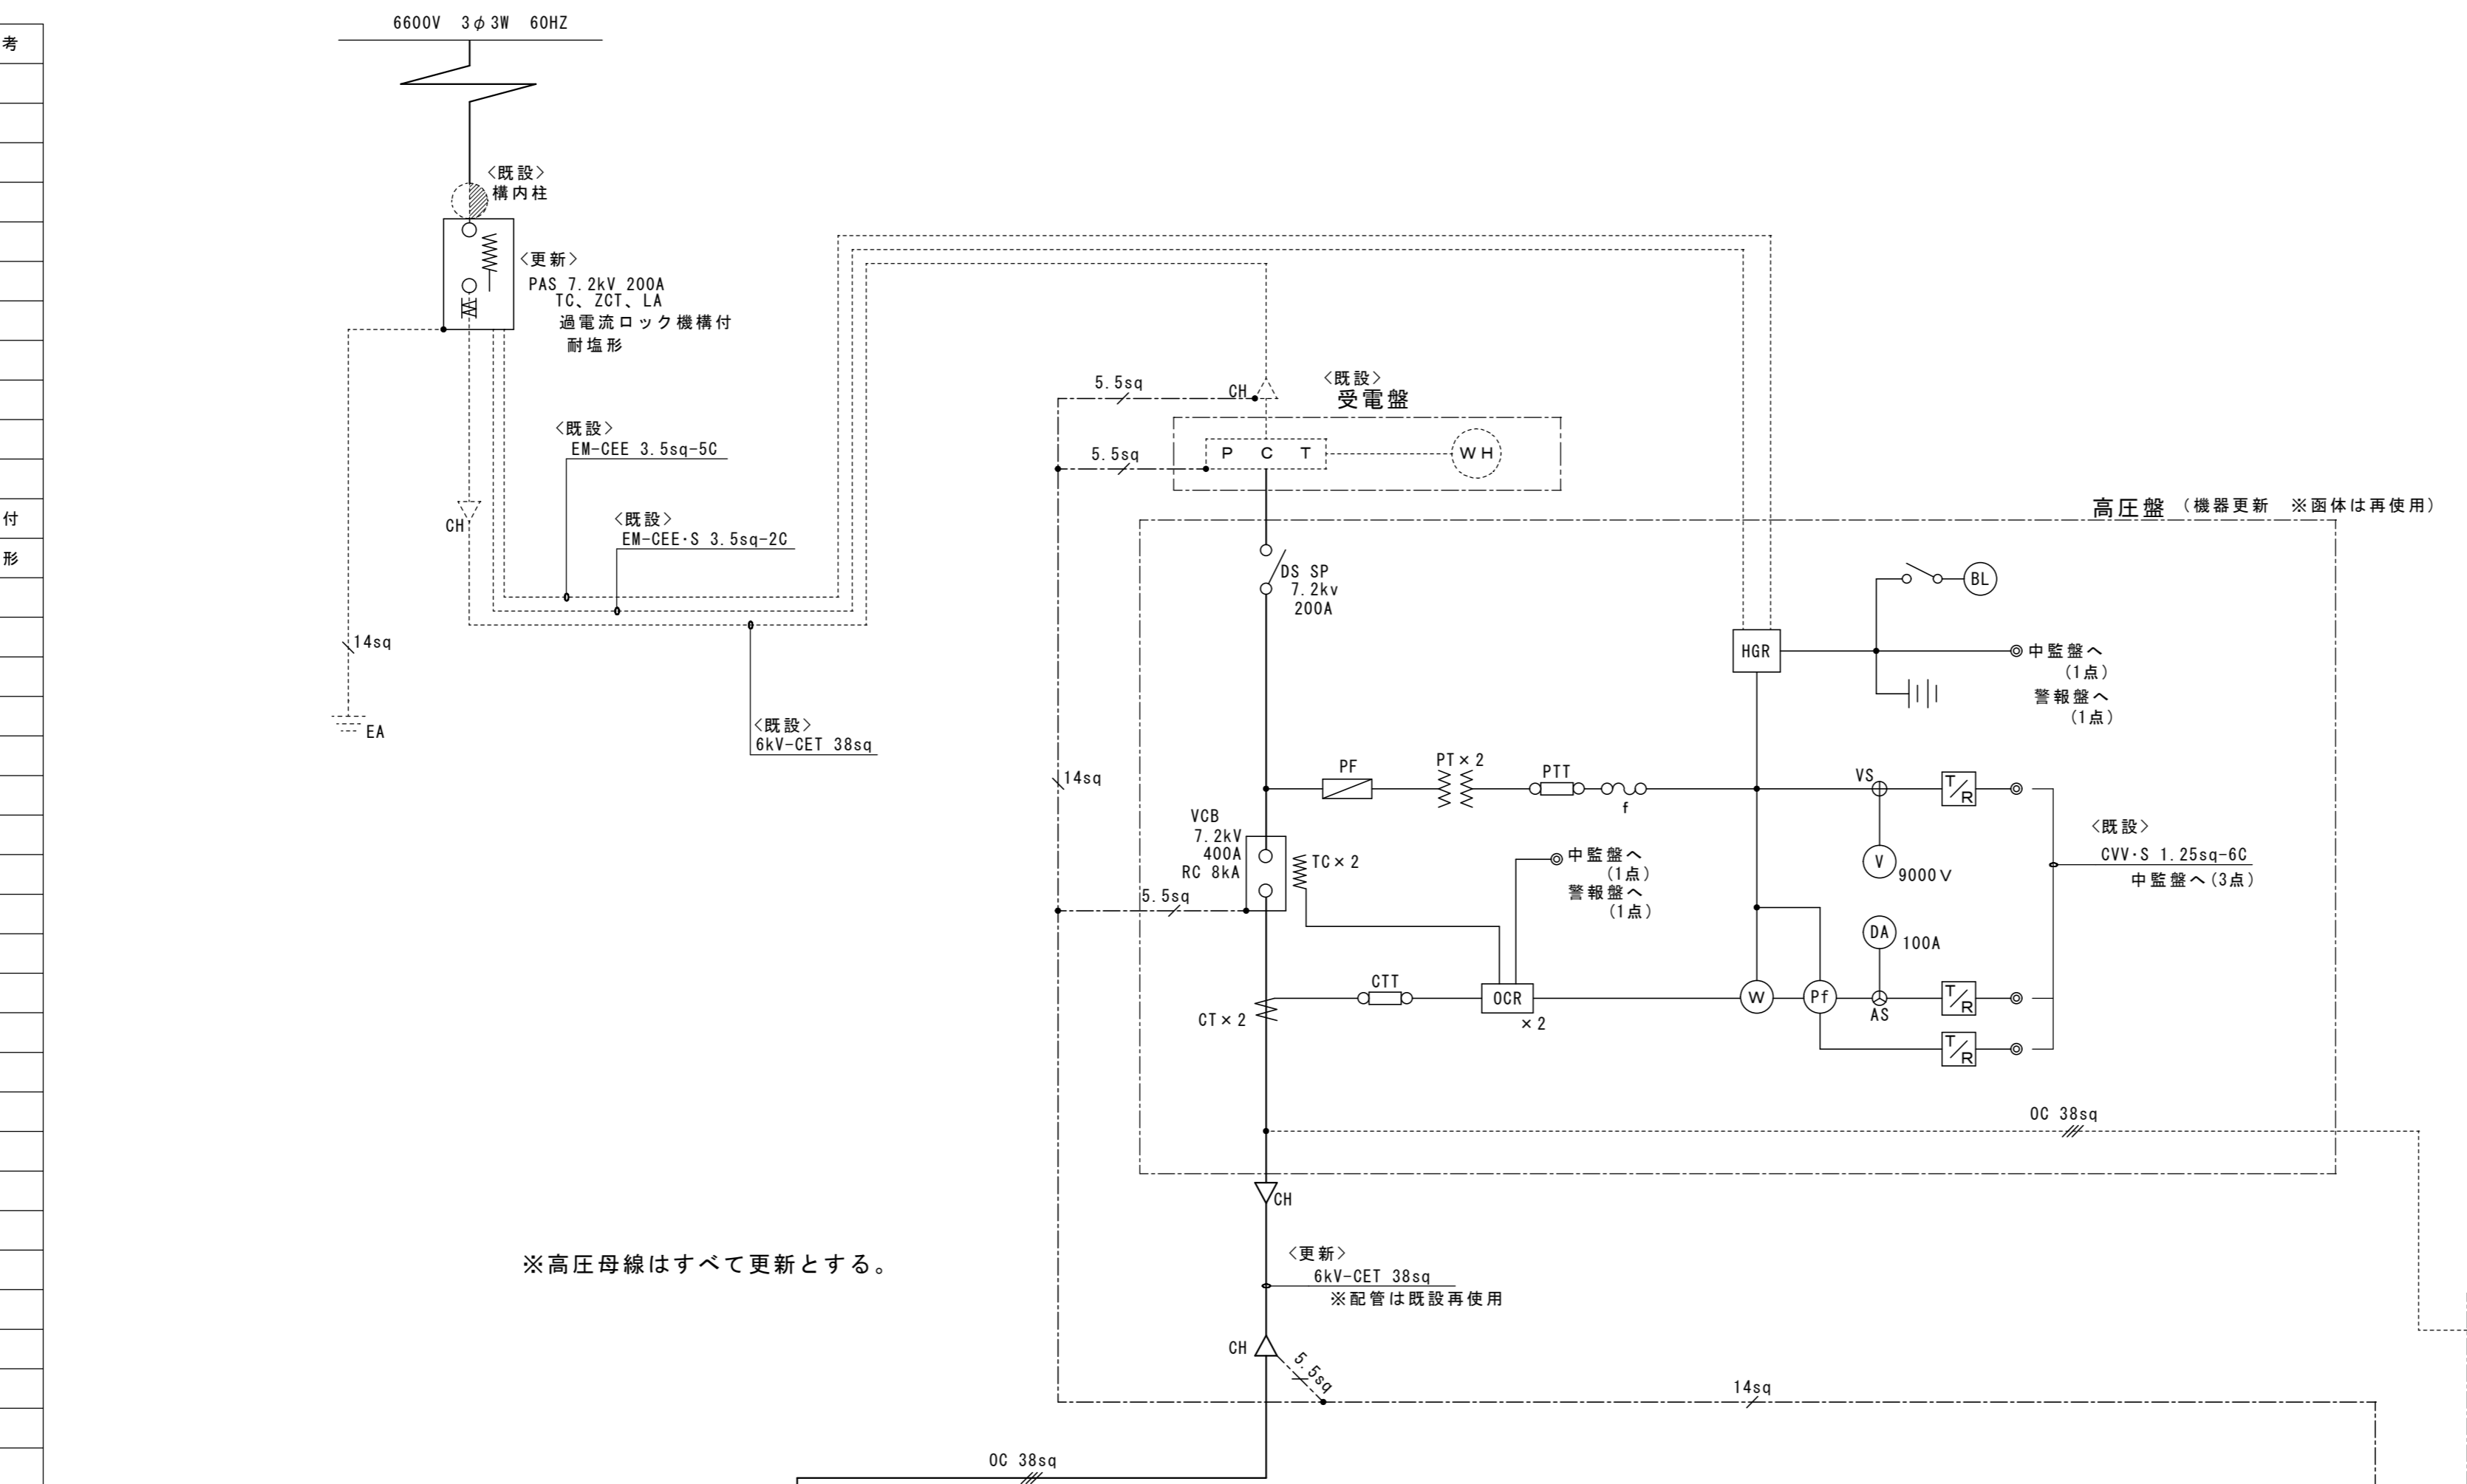 考
付
形
6600V 3φ3W 60HZ
〈既設〉
構内柱
〈更新〉
PAS 7.2kV 200A
TC、ZCT、LA
過電流ロック機構付
耐塩形
〈既設〉
EM-CEE 3.5sq-5C
〈既設〉
EM-CEE・S 3.5sq-2C
CH
14sq
EA
〈既設〉
6kV-CET 38sq
5.5sq
CH
〈既設〉
受電盤
5.5sq
P C T
WH
高圧盤 (機器更新 ※函体は再使用)
DS SP
7.2kv
200A
BL
HGR
中監盤へ
(1点)
警報盤へ
(1点)
14sq
PF
PT×2
PTT
f
VS
T/R
V
9000V
〈既設〉
CVV・S 1.25sq-6C
中監盤へ(3点)
VCB
7.2kV
400A
RC 8kA
TC×2
中監盤へ
(1点)
警報盤へ
(1点)
5.5sq
DA
100A
CTT
CT×2
OCR
×2
W
Pf
AS
T/R
T/R
OC 38sq
CH
※高圧母線はすべて更新とする。
〈更新〉
6kV-CET 38sq
※配管は既設再使用
CH
5.5sq
14sq
OC 38sq